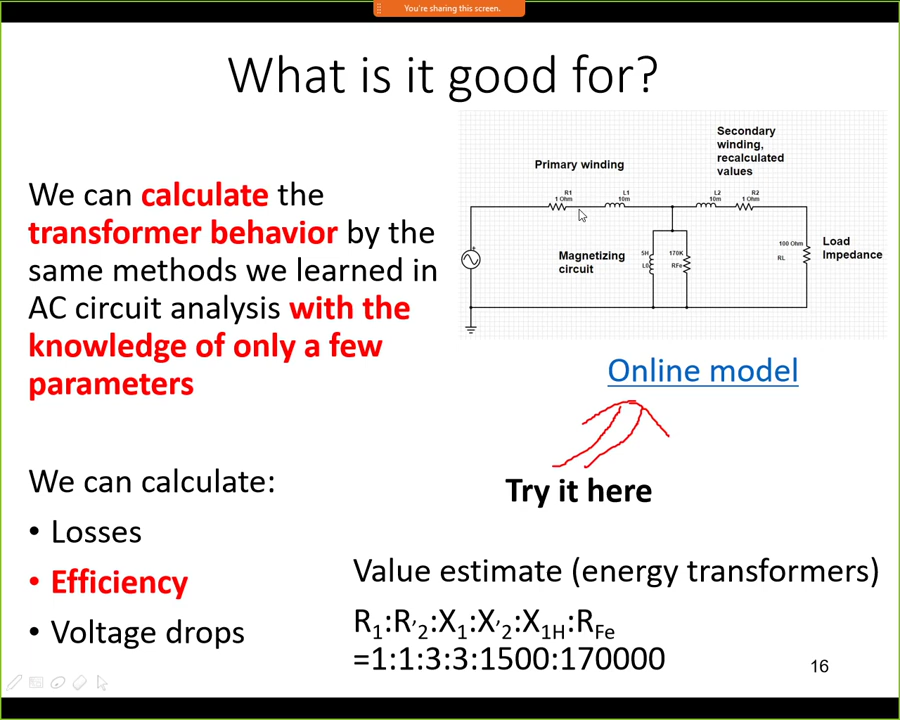 You're sharing this screen.
What is it good for?
We can calculate the
transformer behavior by the
same methods we learned in
AC circuit analysis with the
knowledge of only a few
parameters
We can calculate:
• Losses
• Efficiency
• Voltage drops
Primary winding
Secondary
winding,
recalculated
values
R1
1 Ohm
L1
10m
L2
10m
R2
1 Ohm
Magnetizing
circuit
5H
L0
170K
RFe
100 Ohm
RL
Load
Impedance
Online model
Try it here
Value estimate (energy transformers)
R1:R′2:X1:X′2:X1H:RFe
=1:1:3:3:1500:170000
16